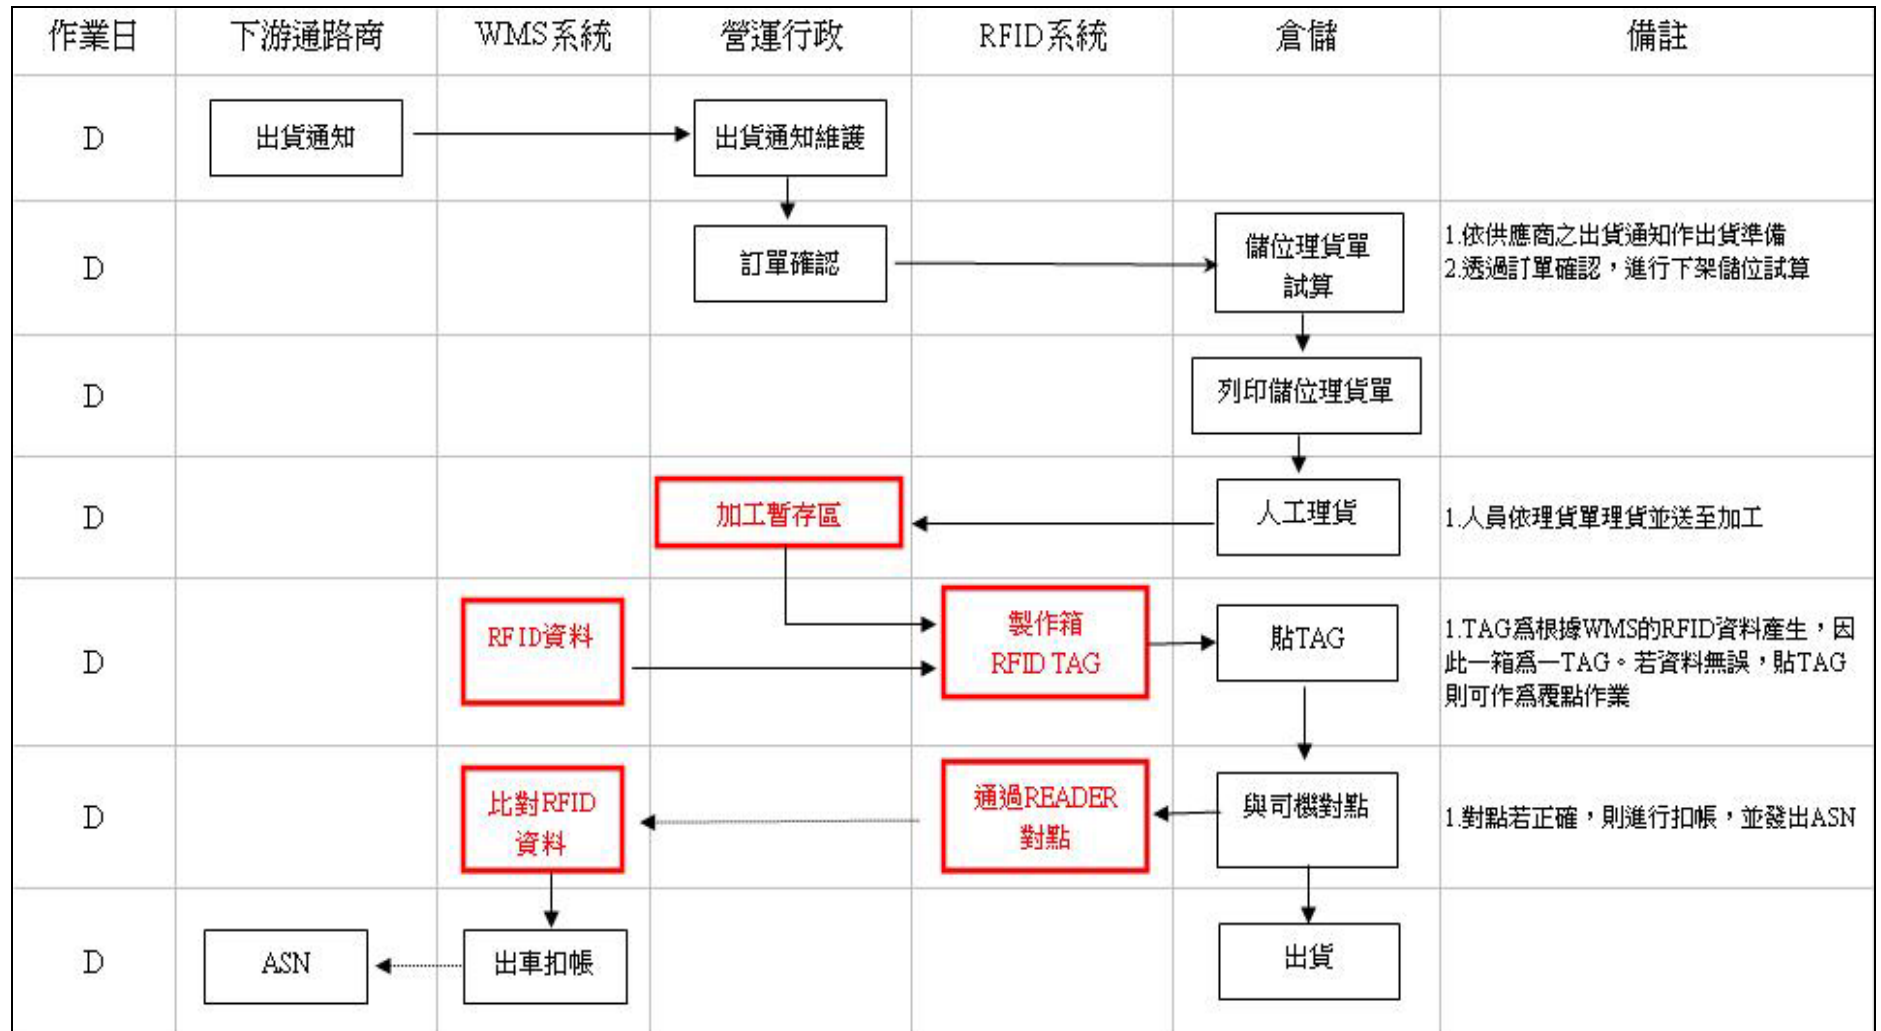 作業日 下游通路商 WMS系統 營運行政 RFID系統 倉儲 備註
D 出貨通知 出貨通知維護
D 訂單確認 儲位理貨單
試算
1.依供應商之出貨通知作出貨準備
2.透過訂單確認，進行下架儲位試算
D 列印儲位理貨單
D 加工暫存區 人工理貨 1.人員依理貨單理貨並送至加工
D RFID資料 製作箱
RFID TAG
貼TAG
1.TAG為根據WMS的RFID資料產生，因
此一箱為一TAG。若資料無誤，貼TAG
則可作為覆點作業
D 比對RFID
資料
通過READER
對點
與司機對點 1.對點若正確，則進行扣帳，並發出ASN
D ASN 出車扣帳 出貨